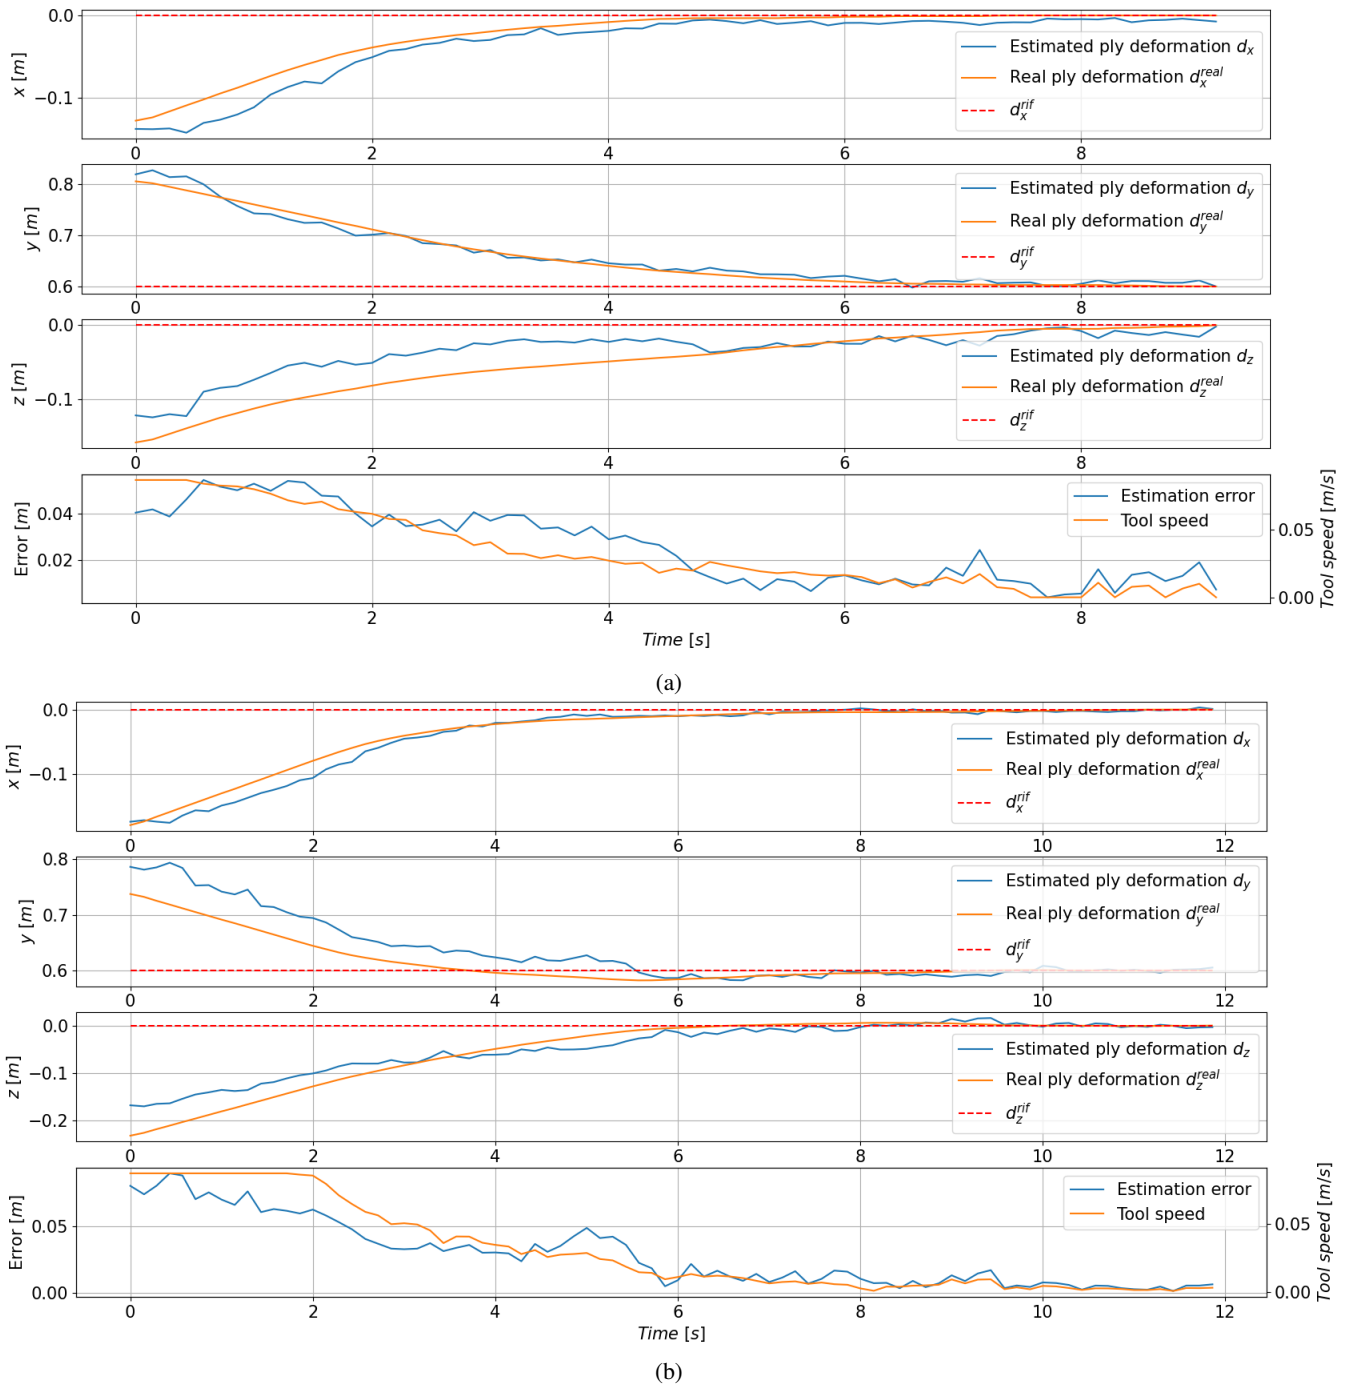 0.0
−0.1
x [m]
Estimated ply deformation d_x
Real ply deformation d_x^real
d_x^rif
0 2 4 6 8
0.8
0.7
0.6
y [m]
Estimated ply deformation d_y
Real ply deformation d_y^real
d_y^rif
0 2 4 6 8
0.0
−0.1
z [m]
Estimated ply deformation d_z
Real ply deformation d_z^real
d_z^rif
0 2 4 6 8
0.04
0.02
Error [m]
Estimation error
Tool speed
0.05
0.00
Tool speed [m/s]
0 2 4 6 8
Time [s]
(a)
0.0
−0.1
x [m]
Estimated ply deformation d_x
Real ply deformation d_x^real
d_x^rif
0 2 4 6 8 10 12
0.8
0.7
0.6
y [m]
Estimated ply deformation d_y
Real ply deformation d_y^real
d_y^rif
0 2 4 6 8 10 12
0.0
−0.1
−0.2
z [m]
Estimated ply deformation d_z
Real ply deformation d_z^real
d_z^rif
0 2 4 6 8 10 12
0.05
0.00
Error [m]
Estimation error
Tool speed
0.05
0.00
Tool speed [m/s]
0 2 4 6 8 10 12
Time [s]
(b)